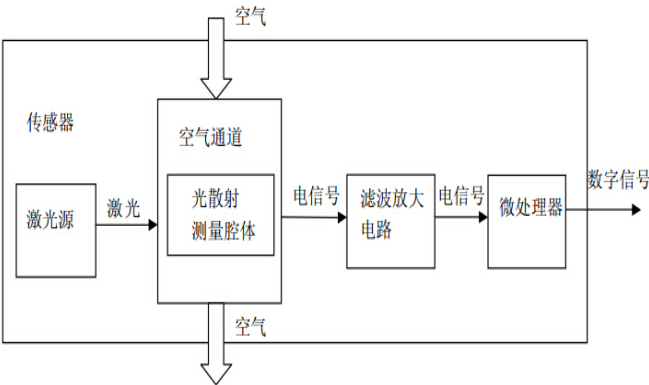 空气
传感器
空气通道
激光源
激光
光散射
测量腔体
电信号
滤波放大
电路
电信号
微处理器
数字信号
空气